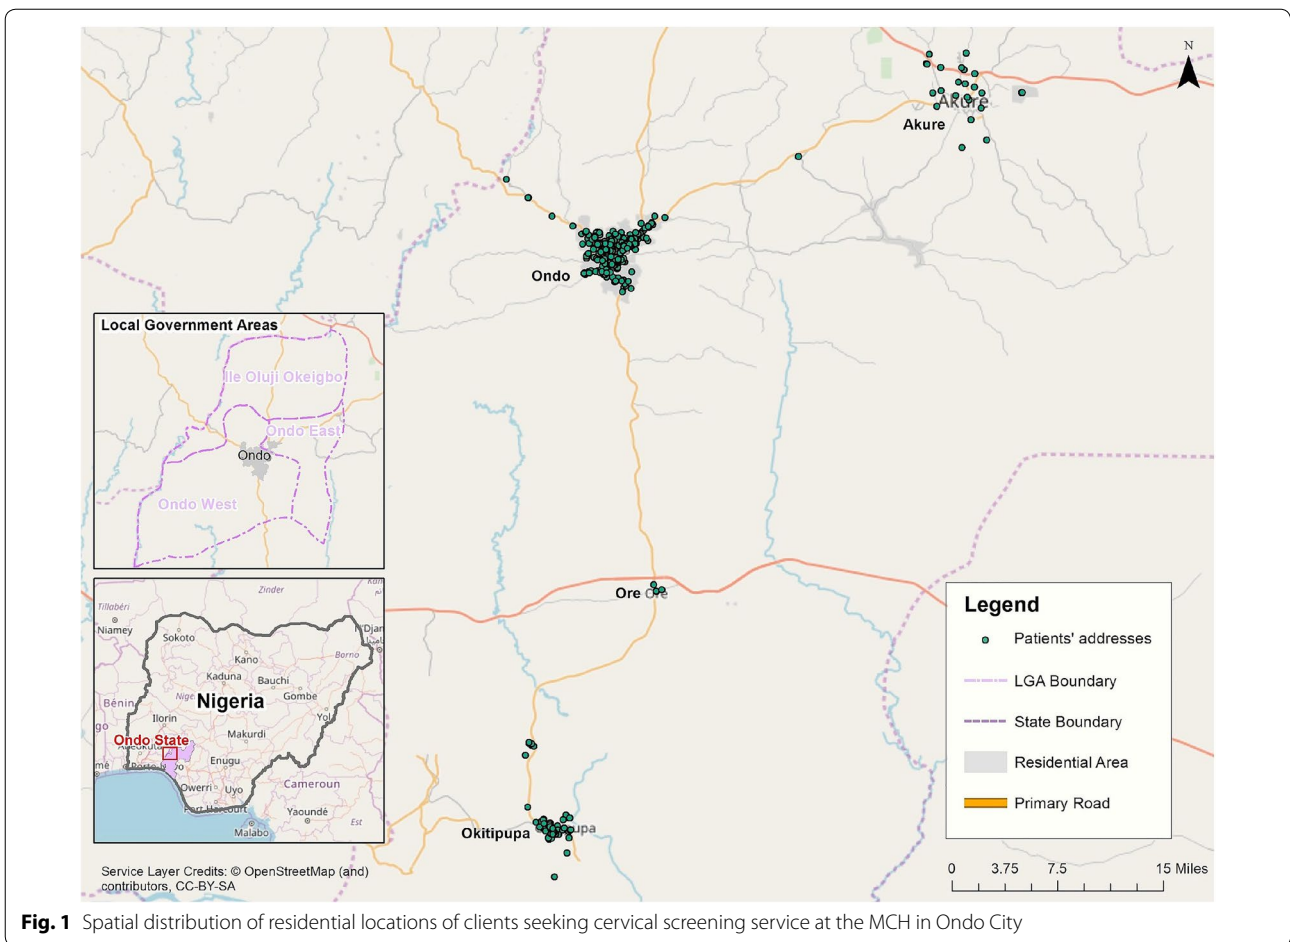 N
Akure
Akure
Ondo
Local Government Areas
Ile Oluji Okeigbo
Ondo East
Ondo
Ondo West
Ore Ore
Zinder
Tillabéri
Niamey
Sokoto
N'Djam
Kano
Borno
Kaduna
Bauchi
Gombe
Nigeria
Bénin
Ilorin
Yol
Makurdi
Ondo State
Enugu
Owerri
Uyo
Cameroun
Port Harcourt
Yaoundé
Est
Malabo
Okitipupa
Service Layer Credits: © OpenStreetMap (and)
contributors, CC-BY-SA
Legend
Patients' addresses
LGA Boundary
State Boundary
Residential Area
Primary Road
0 3.75 7.5 15 Miles
Fig. 1 Spatial distribution of residential locations of clients seeking cervical screening service at the MCH in Ondo City